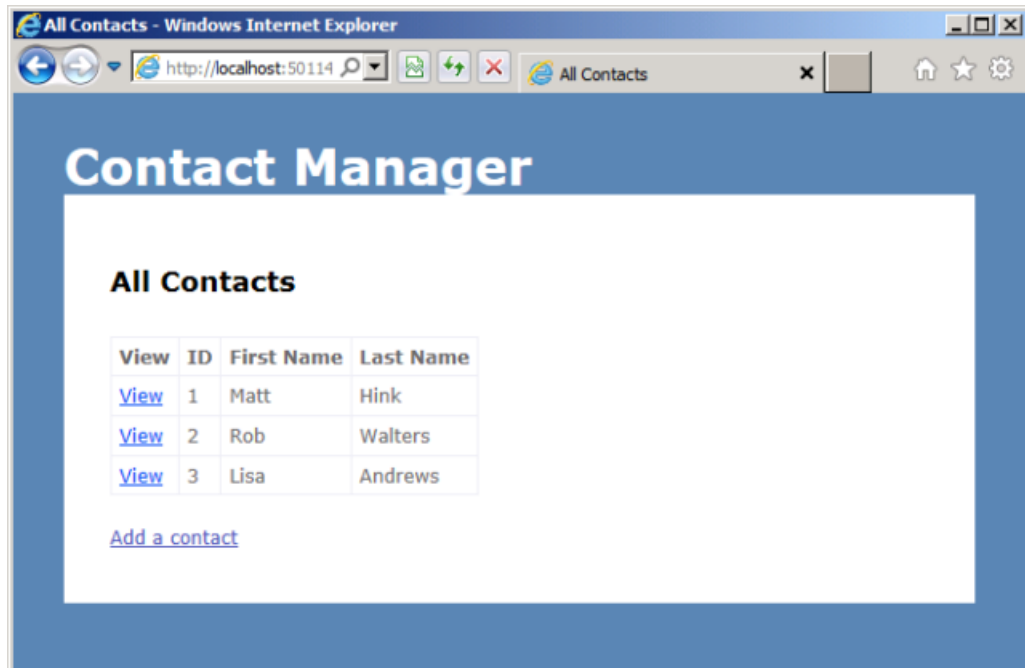 All Contacts - Windows Internet Explorer
http://localhost:50114
All Contacts
Contact Manager
All Contacts
View ID First Name Last Name
View 1 Matt Hink
View 2 Rob Walters
View 3 Lisa Andrews
Add a contact